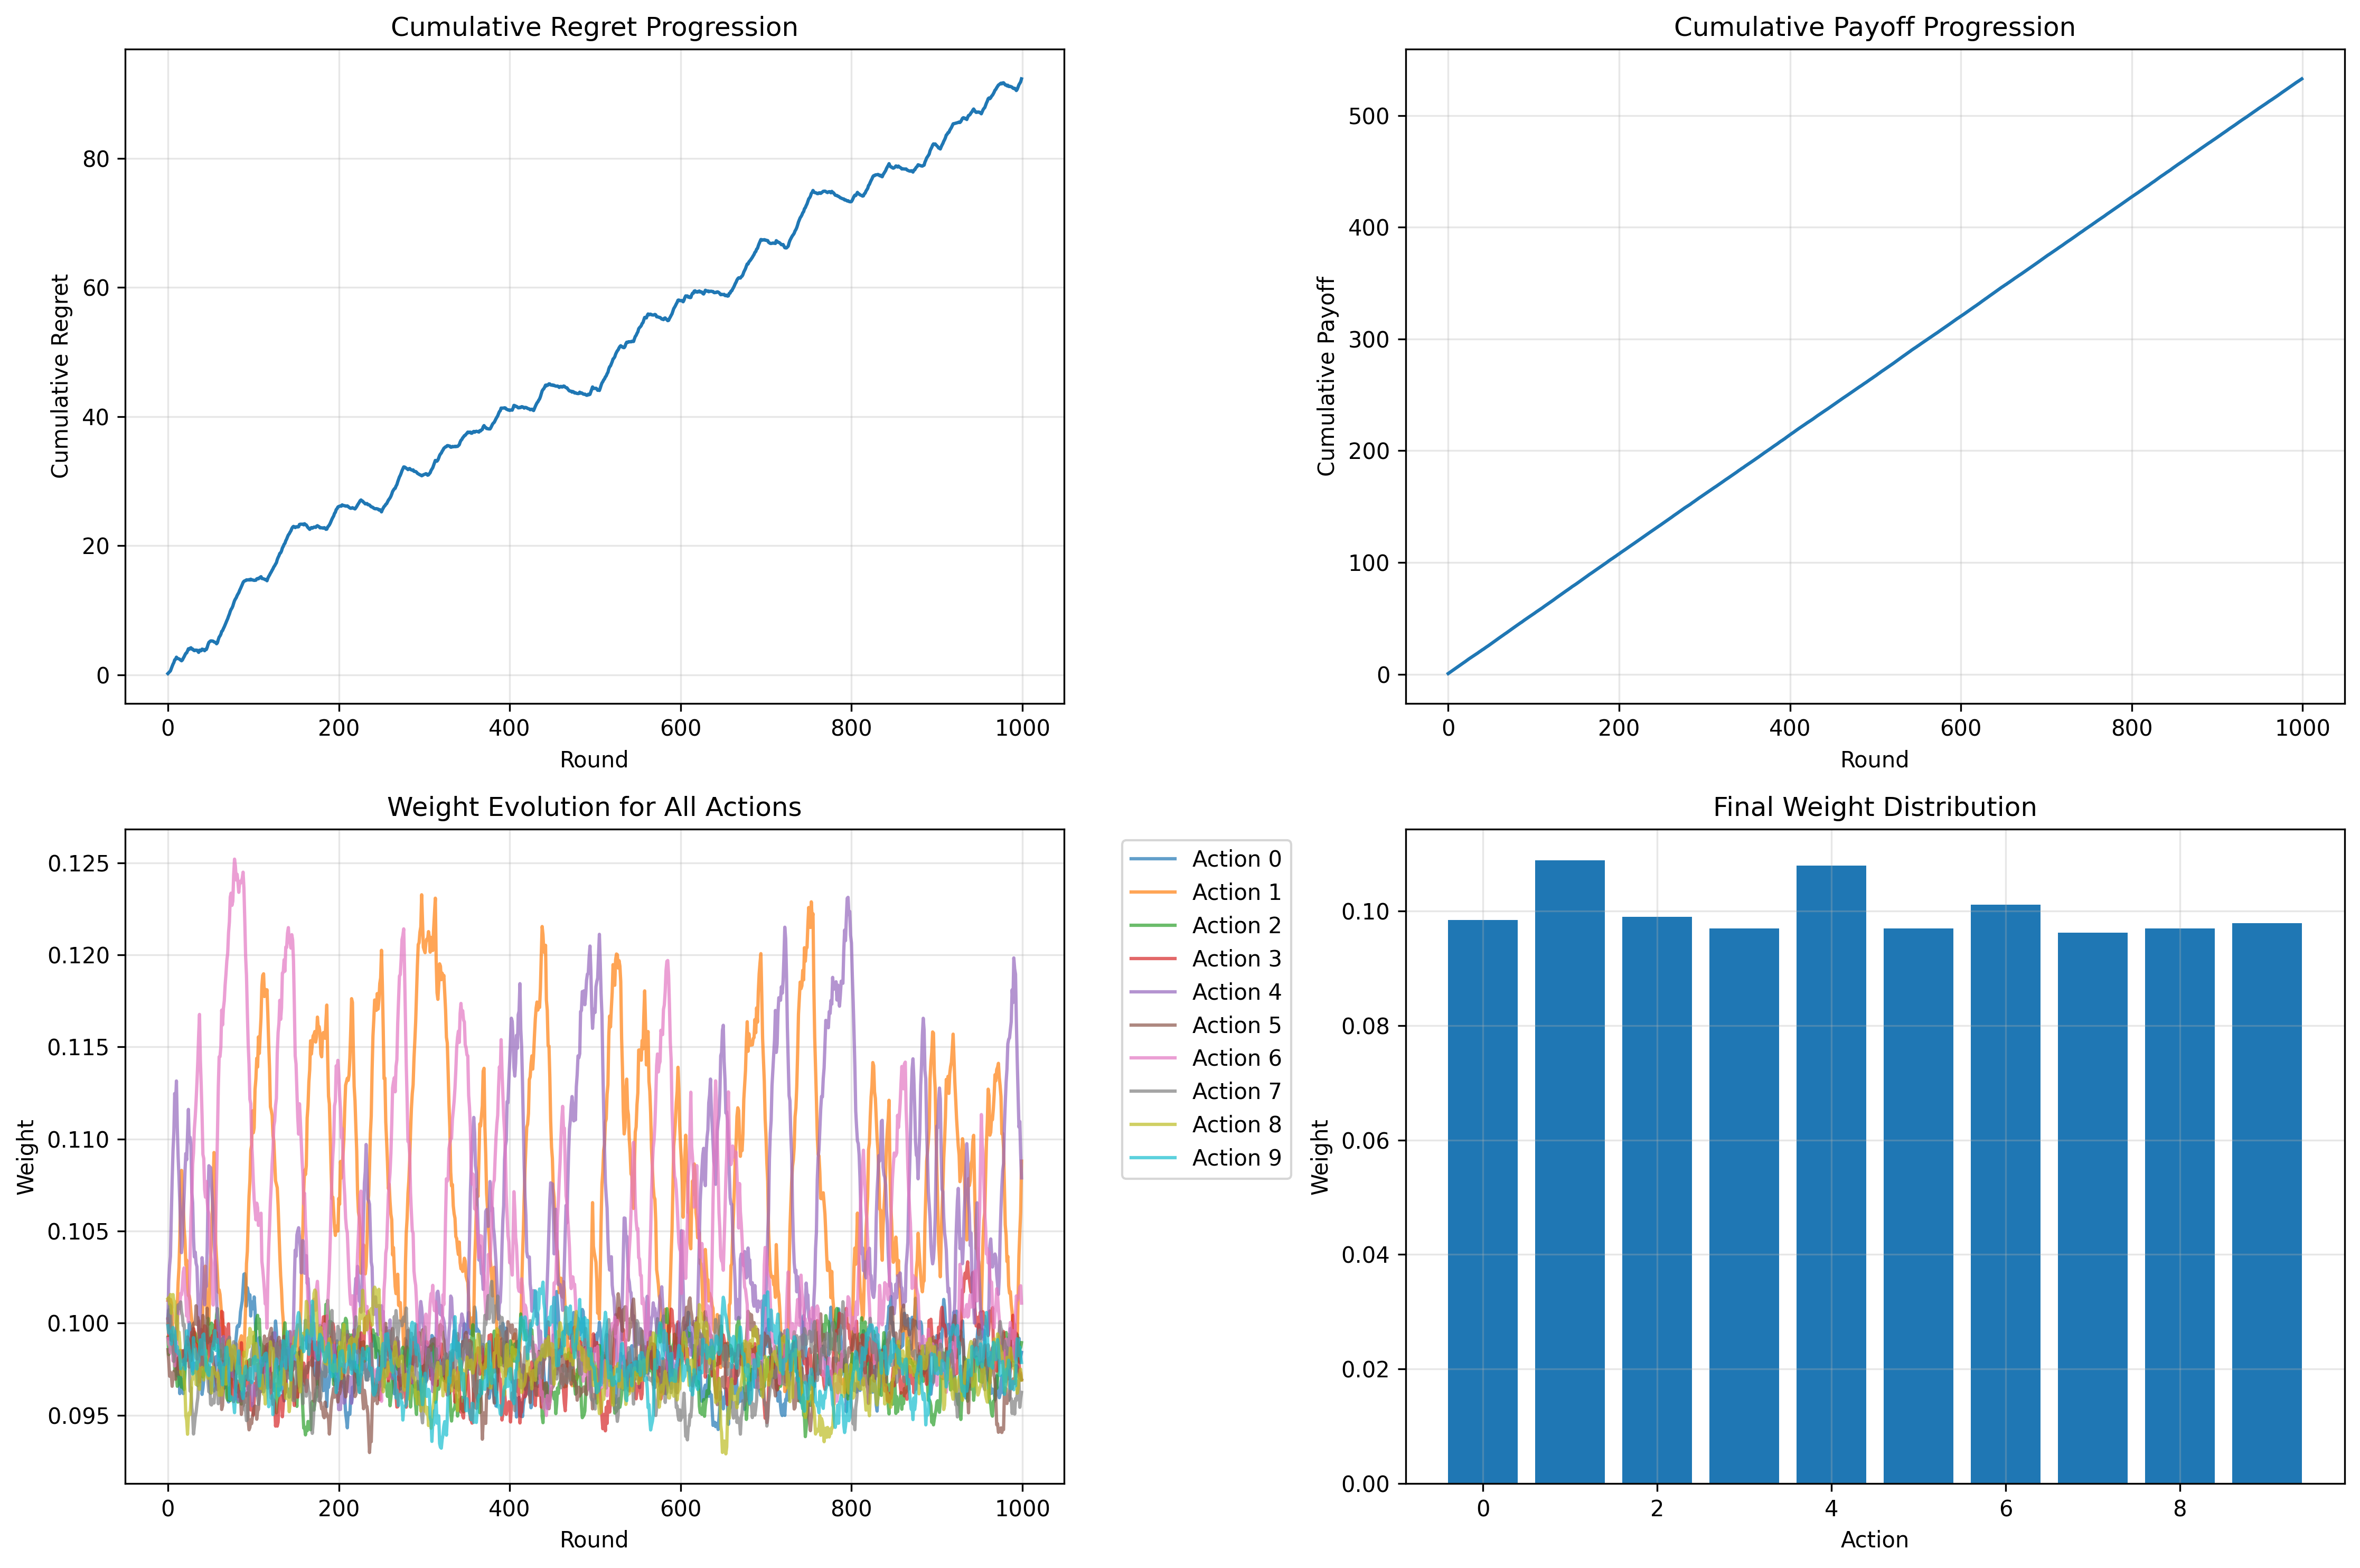 Cumulative Regret Progression
Cumulative Regret
80
60
40
20
0
0 200 400 600 800 1000
Round
Cumulative Payoff Progression
Cumulative Payoff
500
400
300
200
100
0
0 200 400 600 800 1000
Round
Weight Evolution for All Actions
Weight
0.125
0.120
0.115
0.110
0.105
0.100
0.095
0 200 400 600 800 1000
Round
Action 0
Action 1
Action 2
Action 3
Action 4
Action 5
Action 6
Action 7
Action 8
Action 9
Final Weight Distribution
Weight
0.10
0.08
0.06
0.04
0.02
0.00
0 2 4 6 8
Action